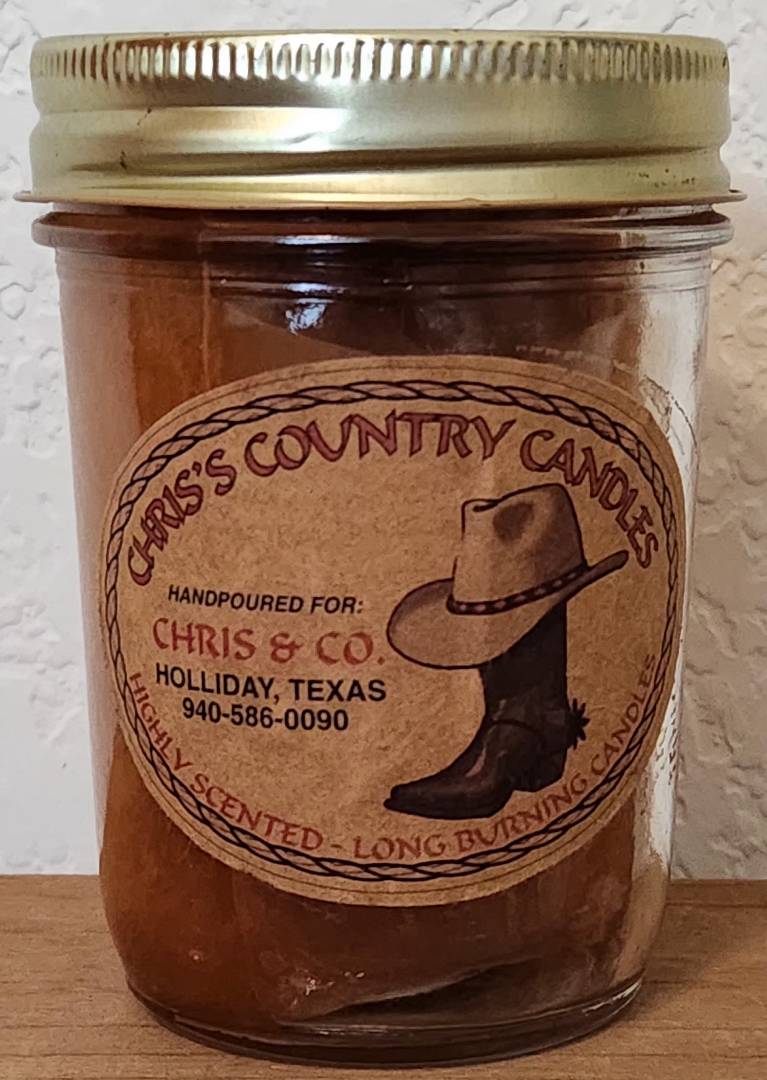 CHRIS'S COUNTRY CANDLES
HANDPOURED FOR:
CHRIS & CO.
HOLLIDAY, TEXAS
940-586-0090
HIGHLY SCENTED - LONG BURNING CANDLES